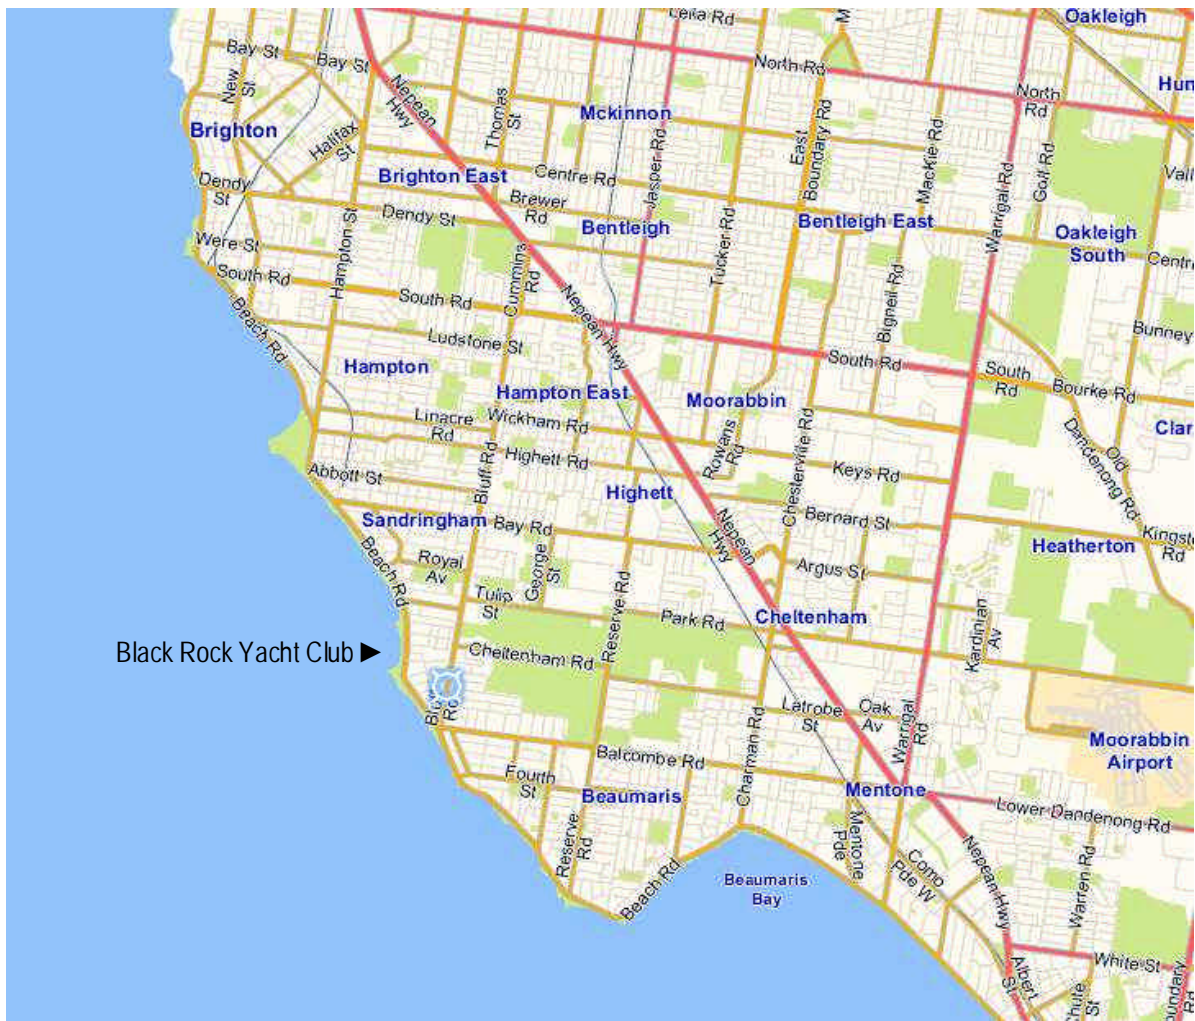 Leila Rd
Oakleigh
Bay St
Bay St
New
St
Nepean
Hwy
Thomas
St
North Rd
North
Rd
Mckinnon
Brighton
Halifax
St
Jasper Rd
East
Boundary Rd
Mackie Rd
Golf Rd
Warrigal Rd
Dendy
St
Brighton East
Centre Rd
Brewer
Rd
Dendy St
Bentleigh
Bentleigh East
Oakleigh
South
Centre
Were St
South Rd
Hampton St
Cummins
Rd
Tucker Rd
Bigneil Rd
Beach Rd
South Rd
Nepean Hwy
Ludstone St
Bunney
South Rd
South
Rd
Bourke Rd
Hampton
Hampton East
Moorabbin
Linacre
Rd
Wickham Rd
Rowans
Rd
Chesterville Rd
Old
Dandenong Rd
Clar
Abbott St
Bluff Rd
Highett Rd
Keys Rd
Highett
Sandringham
Bay Rd
Nepean
Hwy
Bernard St
Heatherton
Kingsto
Rd
Beach Rd
Royal
Av
George
St
Argus St
Tulip
St
Reserve Rd
Park Rd
Cheltenham
Kardinian
Av
Black Rock Yacht Club ►
Cheltenham Rd
Latrobe
St
Oak
Av
Warrigal
Rd
Charman Rd
Moorabbin
Airport
Balcombe Rd
Fourth
St
Beaumaris
Mentone
Lower Dandenong Rd
Reserve
Rd
Mentone
Pde
Como
Pde W
Nepean Hwy
Warren Rd
Beach Rd
Beaumaris
Bay
White St
Albert
St
Chute
St
oundary
Rd